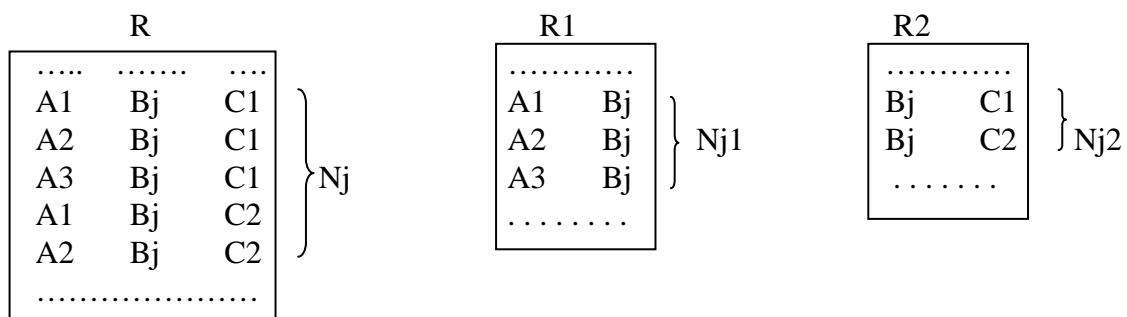 R
….. ……. ….
A1 Bj C1
A2 Bj C1
A3 Bj C1
A1 Bj C2
A2 Bj C2
…………………
Nj
R1
…………
A1 Bj
A2 Bj
A3 Bj
. . . . . . . .
Nj1
R2
…………
Bj C1
Bj C2
. . . . . . .
Nj2